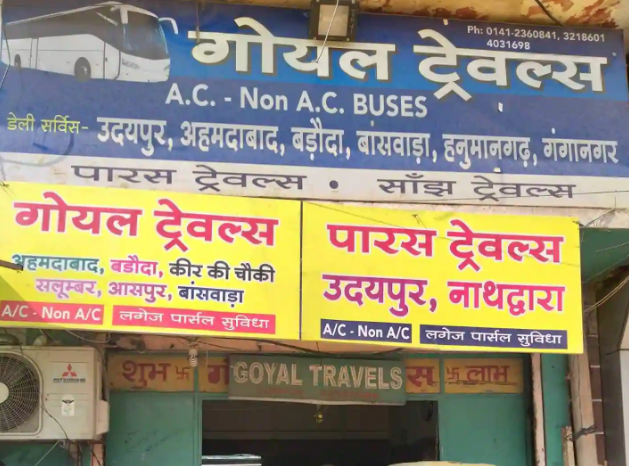 Ph: 0141-2360841, 3218601
4031698
गोयल ट्रेवल्स
A.C. - Non A.C. BUSES
डेली सर्विस- उदयपुर, अहमदाबाद, बड़ौदा, बांसवाड़ा, हनुमानगढ़, गंगानगर
पारस ट्रेवल्स • साँझ ट्रेवल्स
गोयल ट्रेवल्स
अहमदाबाद, बडौदा, कीर की चौकी
सलूम्बर, आसपुर, बांसवाड़ा
A/C - Non A/C लगेज पार्सल सुविधा
पारस ट्रेवल्स
उदयपुर, नाथद्वारा
A/C - Non A/C लगेज पार्सल सुविधा
शुभ 卐
GOYAL TRAVELS
卐 लाभ